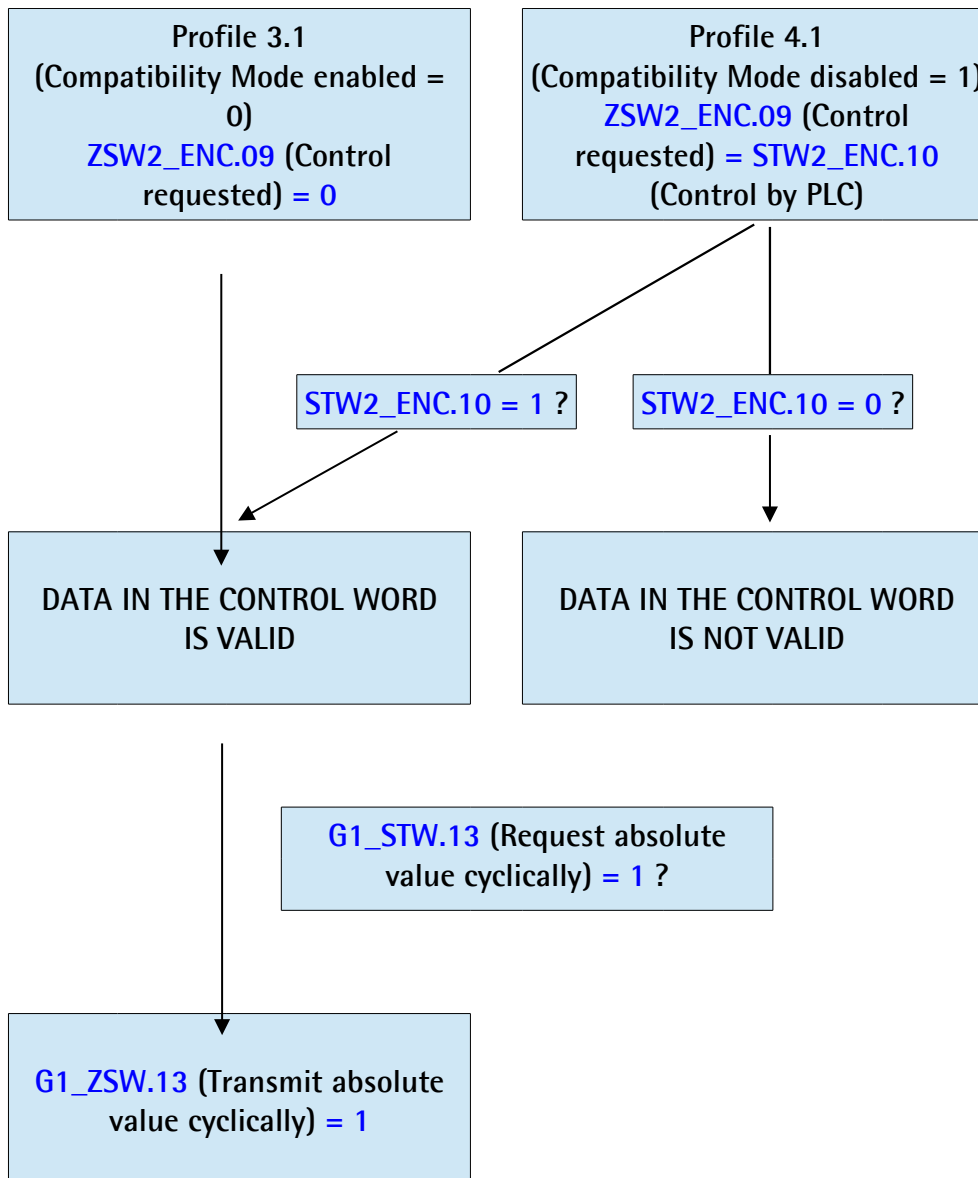 Profile 3.1
(Compatibility Mode enabled =
0)
ZSW2_ENC.09 (Control
requested) = 0
Profile 4.1
(Compatibility Mode disabled = 1)
ZSW2_ENC.09 (Control
requested) = STW2_ENC.10
(Control by PLC)
STW2_ENC.10 = 1 ?
STW2_ENC.10 = 0 ?
DATA IN THE CONTROL WORD
IS VALID
DATA IN THE CONTROL WORD
IS NOT VALID
G1_STW.13 (Request absolute
value cyclically) = 1 ?
G1_ZSW.13 (Transmit absolute
value cyclically) = 1